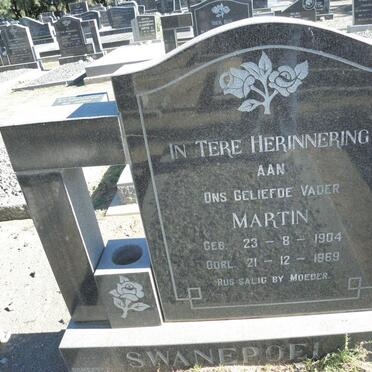 In Tere Herinnering
aan
Ons Geliefde Vader
Martin
Geb. 23 - 8 - 1904
Oorl. 21 - 12 - 1969
Rus salig by Moeder.
Swanepoel